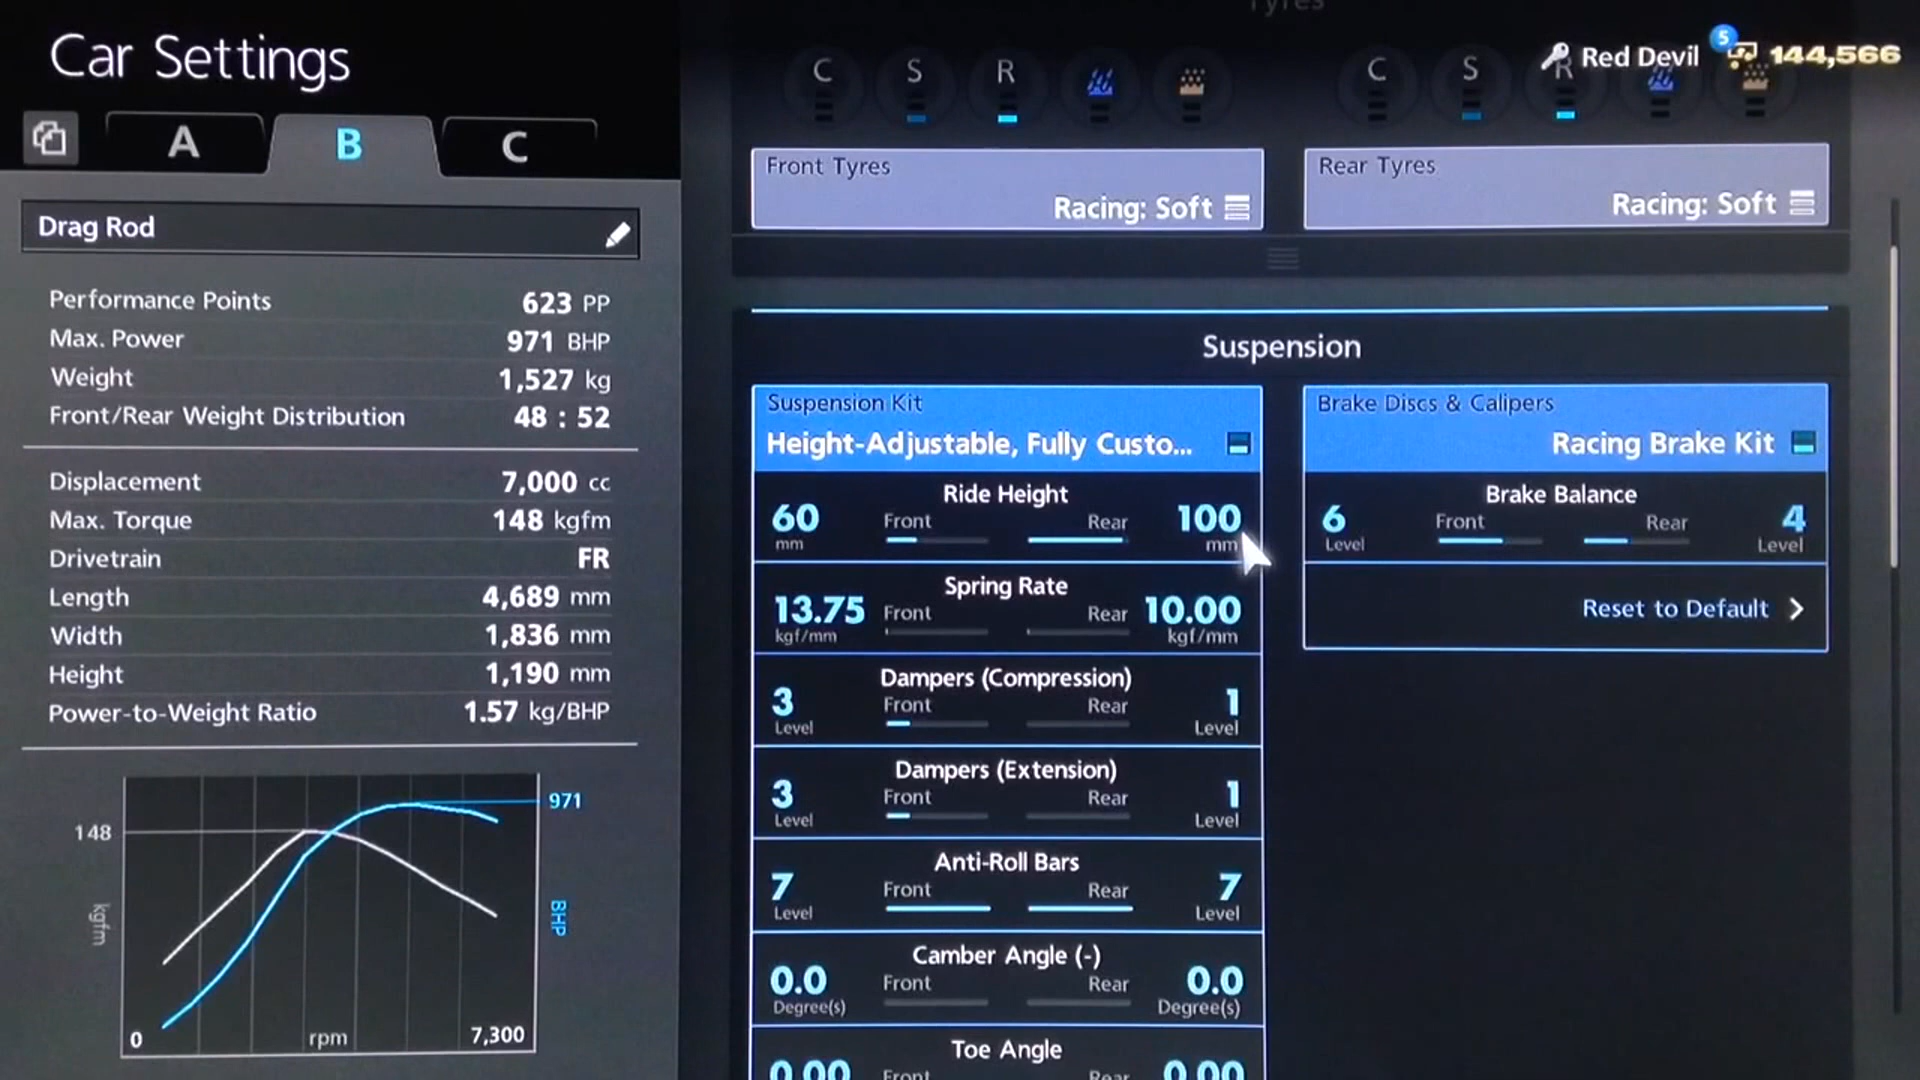 Tyres
Car Settings
Red Devil 5 144,566
C S R
C S R
A B C
Front Tyres
Racing: Soft
Rear Tyres
Racing: Soft
Drag Rod
Performance Points 623 PP
Max. Power 971 BHP
Weight 1,527 kg
Front/Rear Weight Distribution 48 : 52
Displacement 7,000 cc
Max. Torque 148 kgfm
Drivetrain FR
Length 4,689 mm
Width 1,836 mm
Height 1,190 mm
Power-to-Weight Ratio 1.57 kg/BHP
971
148
kgfm
BHP
0 rpm 7,300
Suspension
Suspension Kit
Height-Adjustable, Fully Custo...
Ride Height
60 mm Front Rear 100 mm
Spring Rate
13.75 kgf/mm Front Rear 10.00 kgf/mm
Dampers (Compression)
3 Level Front Rear 1 Level
Dampers (Extension)
3 Level Front Rear 1 Level
Anti-Roll Bars
7 Level Front Rear 7 Level
Camber Angle (-)
0.0 Degree(s) Front Rear 0.0 Degree(s)
Toe Angle
0.00 Front Rear 0.00
Brake Discs & Calipers
Racing Brake Kit
Brake Balance
6 Level Front Rear 4 Level
Reset to Default